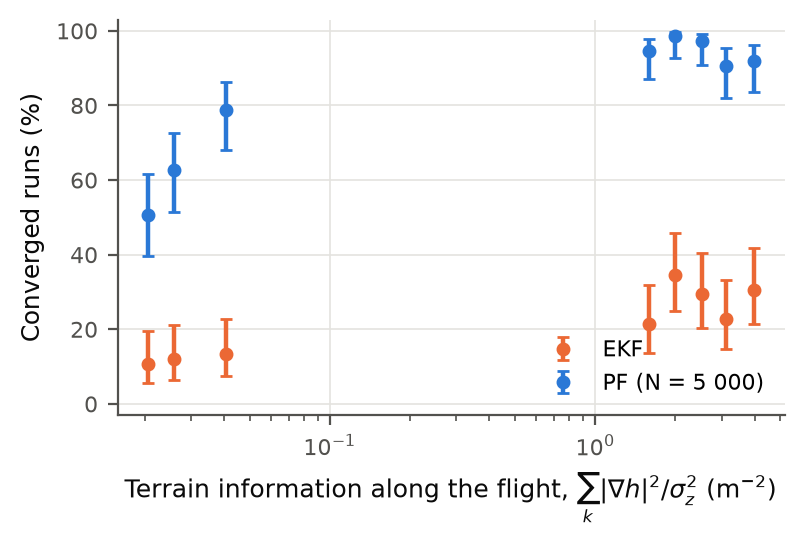 100
80
60
40
20
0
Converged runs (%)
EKF
PF (N = 5 000)
10⁻¹
10⁰
Terrain information along the flight, ∑ₖ|∇h|²/σ_z² (m⁻²)